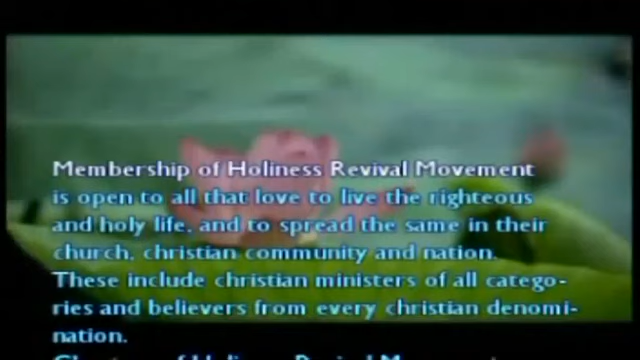 Membership of Holiness Revival Movement
is open to all that love to live the righteous
and holy life, and to spread the same in their
church, christian community and nation.
These include christian ministers of all catego-
ries and believers from every christian denomi-
nation.